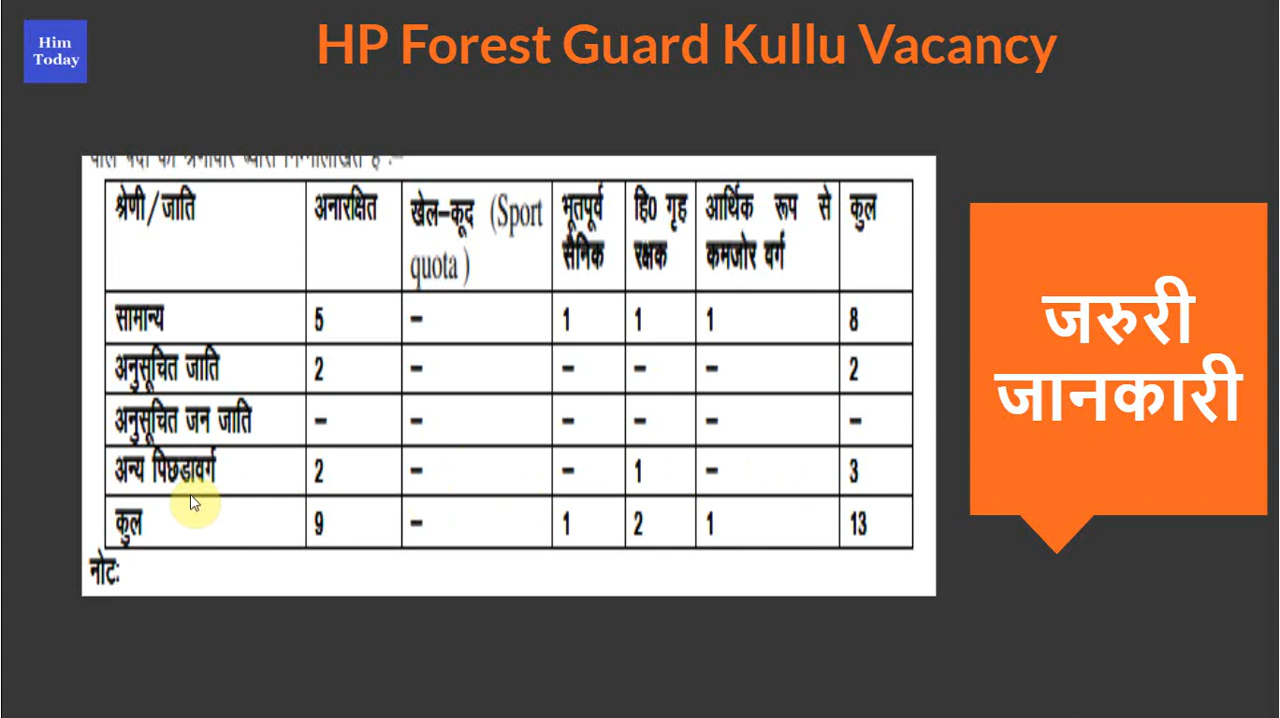 Him
Today
HP Forest Guard Kullu Vacancy
श्रेणी/जाति अनारक्षित खेल–कूद (Sport quota) भूतपूर्व सैनिक हि0 गृह रक्षक आर्थिक रूप से कमजोर वर्ग कुल
सामान्य 5 – 1 1 1 8
अनुसूचित जाति 2 – – – – 2
अनुसूचित जन जाति – – – – – –
अन्य पिछडावर्ग 2 – – 1 – 3
कुल 9 – 1 2 1 13
नोटः
जरुरी
जानकारी